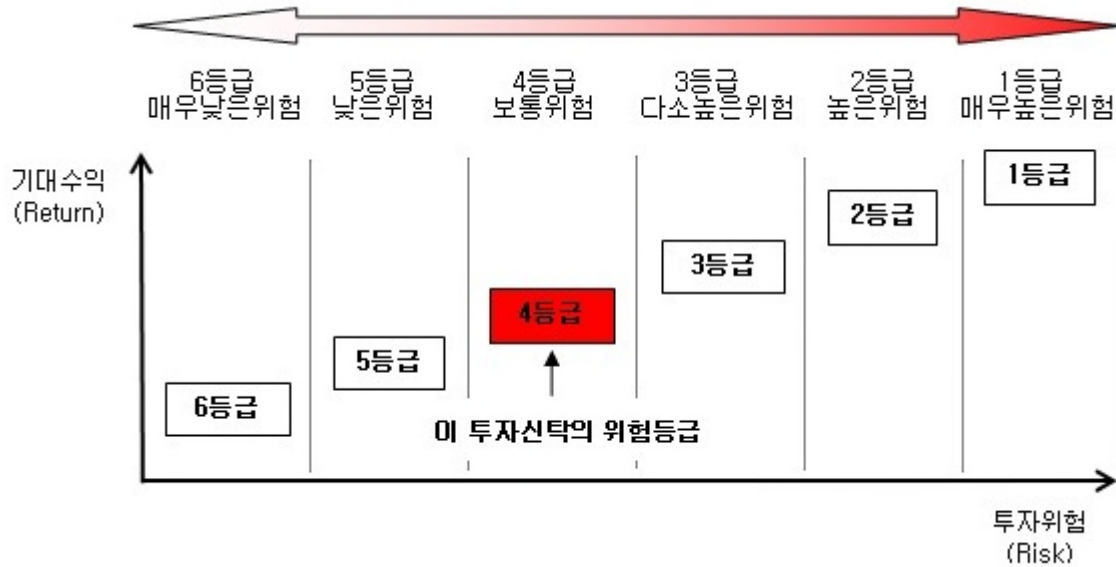 6등급
매우낮은위험
5등급
낮은위험
4등급
보통위험
3등급
다소높은위험
2등급
높은위험
1등급
매우높은위험
기대수익
(Return)
1등급
2등급
3등급
4등급
5등급
6등급
이 투자신탁의 위험등급
투자위험
(Risk)